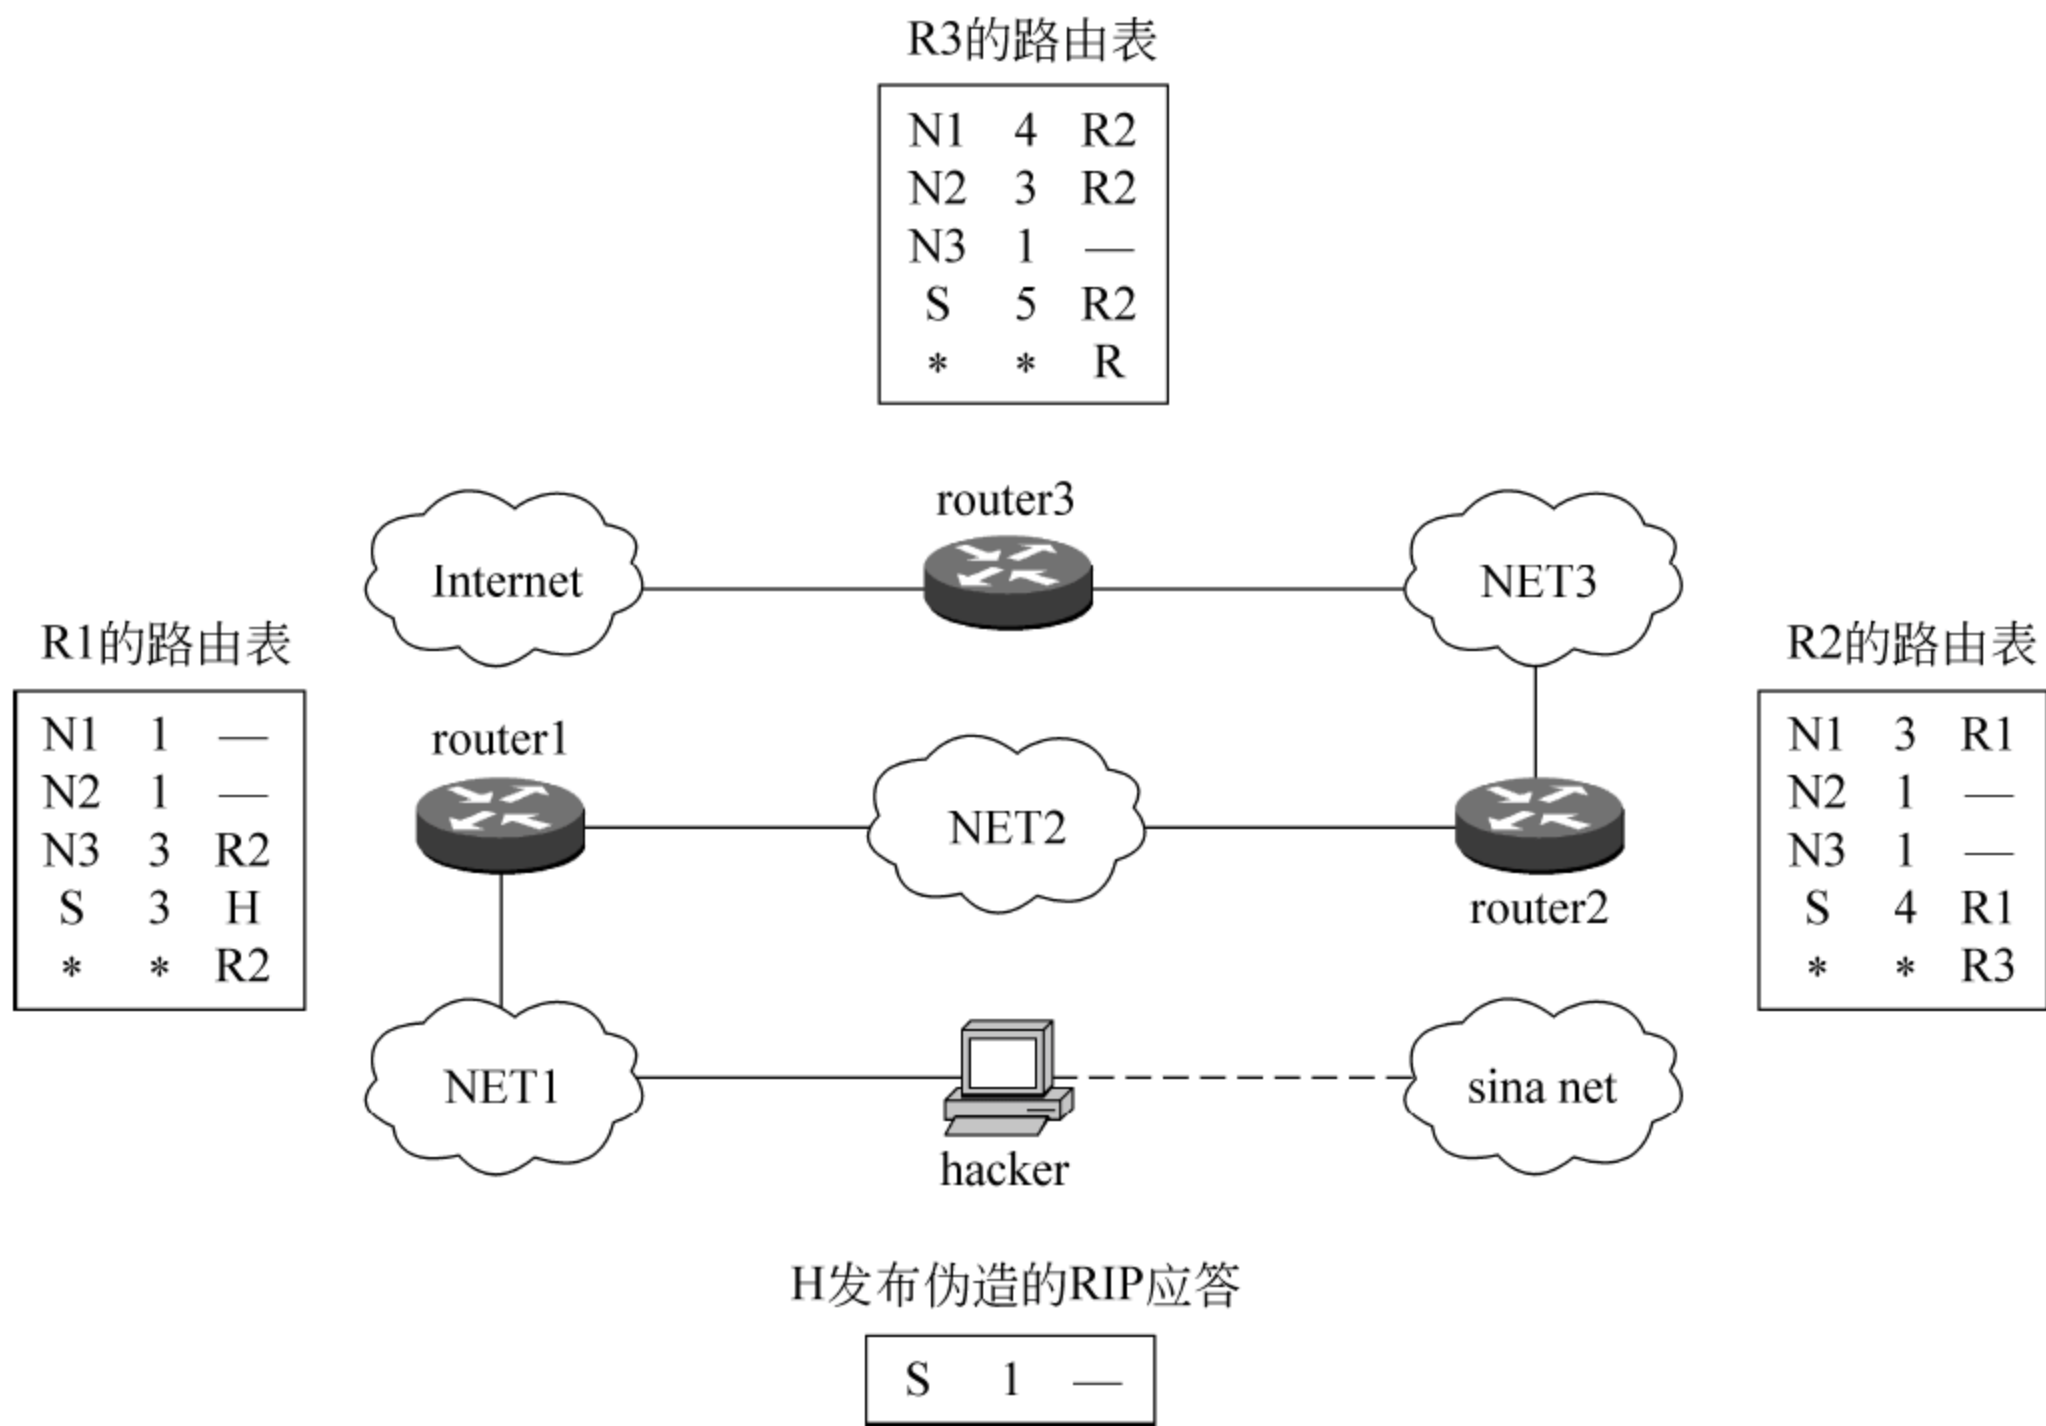 R3的路由表
N1 4 R2
N2 3 R2
N3 1 —
S 5 R2
* * R
router3
Internet
NET3
R1的路由表
N1 1 —
N2 1 —
N3 3 R2
S 3 H
* * R2
router1
NET2
R2的路由表
N1 3 R1
N2 1 —
N3 1 —
S 4 R1
* * R3
router2
NET1
sina net
hacker
H发布伪造的RIP应答
S 1 —